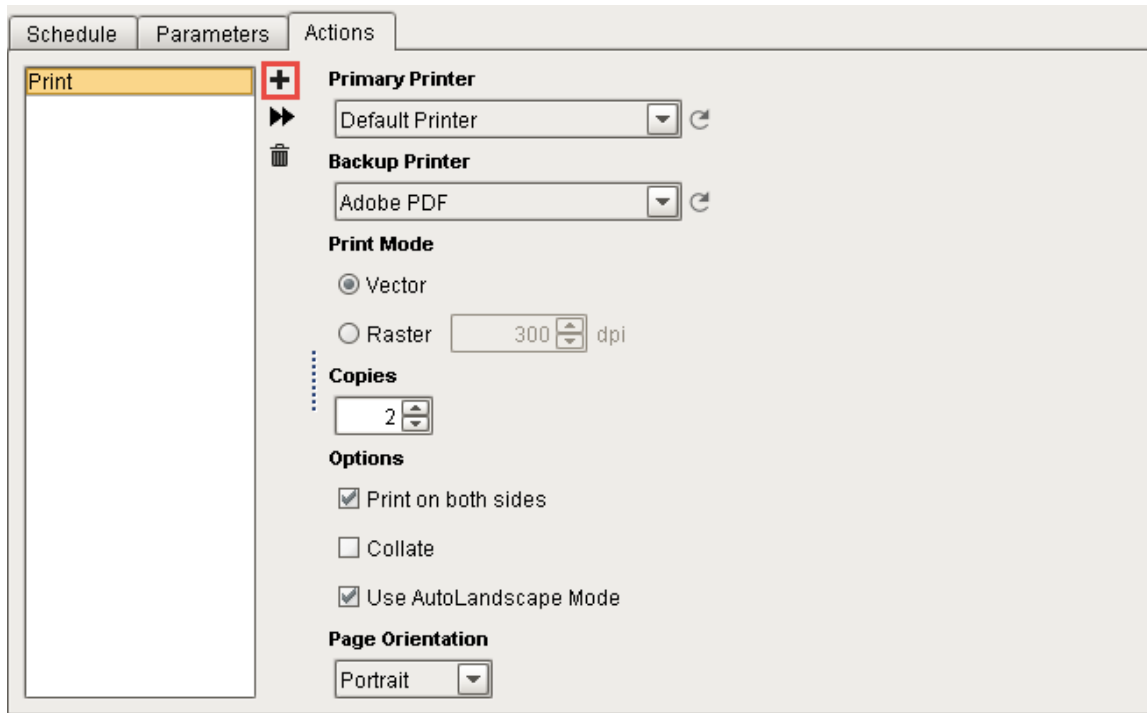 Schedule Parameters Actions
Print
Primary Printer
Default Printer
Backup Printer
Adobe PDF
Print Mode
Vector
Raster 300 dpi
Copies
2
Options
Print on both sides
Collate
Use AutoLandscape Mode
Page Orientation
Portrait